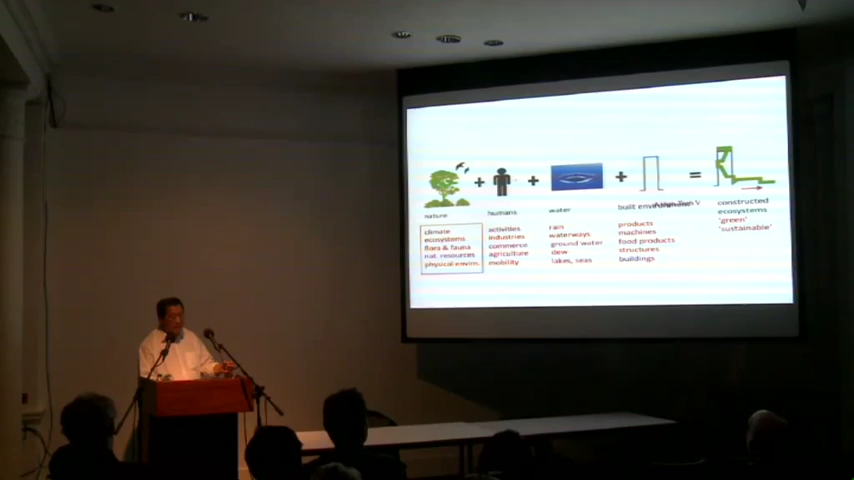 nature
climate
ecosystems
flora & fauna
nat. resources
physical envirn.
humans
activities
industries
commerce
agriculture
mobility
water
rain
waterways
ground water
dew
lakes, seas
built environment
products
machines
food products
structures
buildings
constructed
ecosystems
'green'
'sustainable'